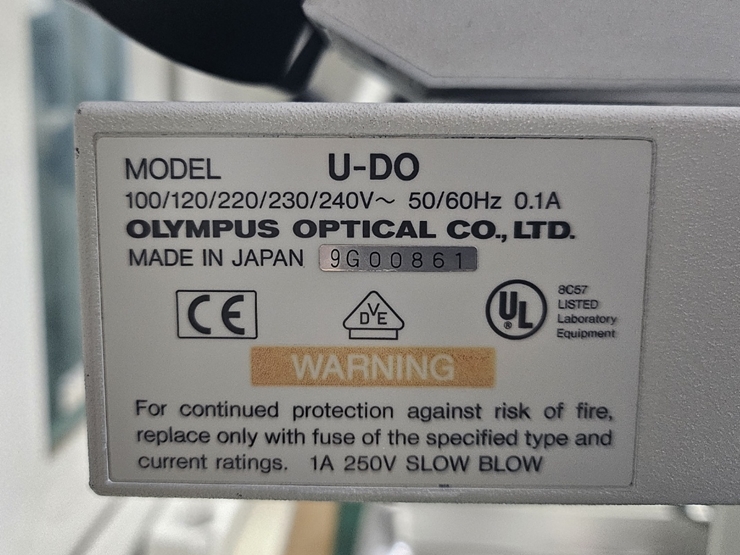 MODEL U-DO
100/120/220/230/240V～ 50/60Hz 0.1A
OLYMPUS OPTICAL CO., LTD.
MADE IN JAPAN 9G00861
CE
DVE
UL
®
8C57
LISTED
Laboratory
Equipment
WARNING
For continued protection against risk of fire,
replace only with fuse of the specified type and
current ratings. 1A 250V SLOW BLOW